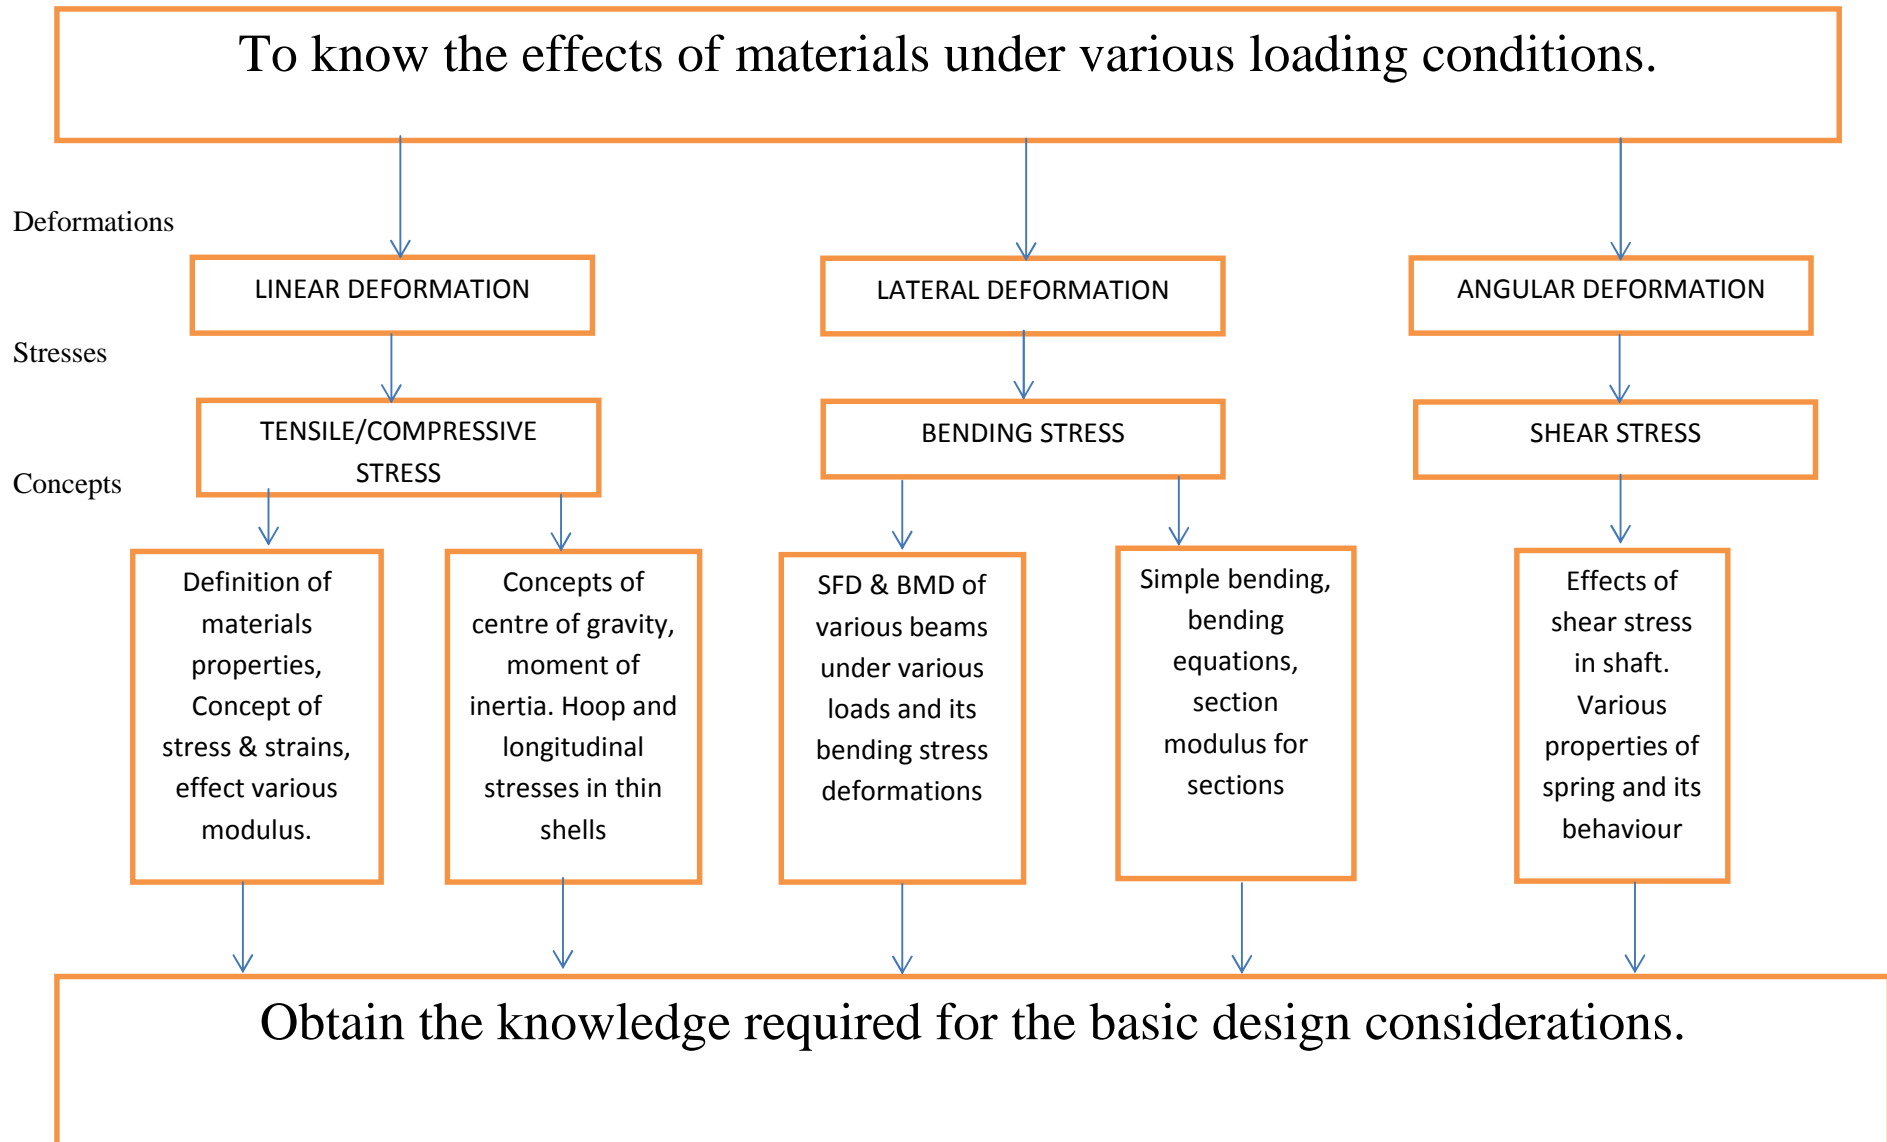 To know the effects of materials under various loading conditions.
Deformations
LINEAR DEFORMATION
LATERAL DEFORMATION
ANGULAR DEFORMATION
Stresses
TENSILE/COMPRESSIVE
STRESS
BENDING STRESS
SHEAR STRESS
Concepts
Definition of
materials
properties,
Concept of
stress & strains,
effect various
modulus.
Concepts of
centre of gravity,
moment of
inertia. Hoop and
longitudinal
stresses in thin
shells
SFD & BMD of
various beams
under various
loads and its
bending stress
deformations
Simple bending,
bending
equations,
section
modulus for
sections
Effects of
shear stress
in shaft.
Various
properties of
spring and its
behaviour
Obtain the knowledge required for the basic design considerations.